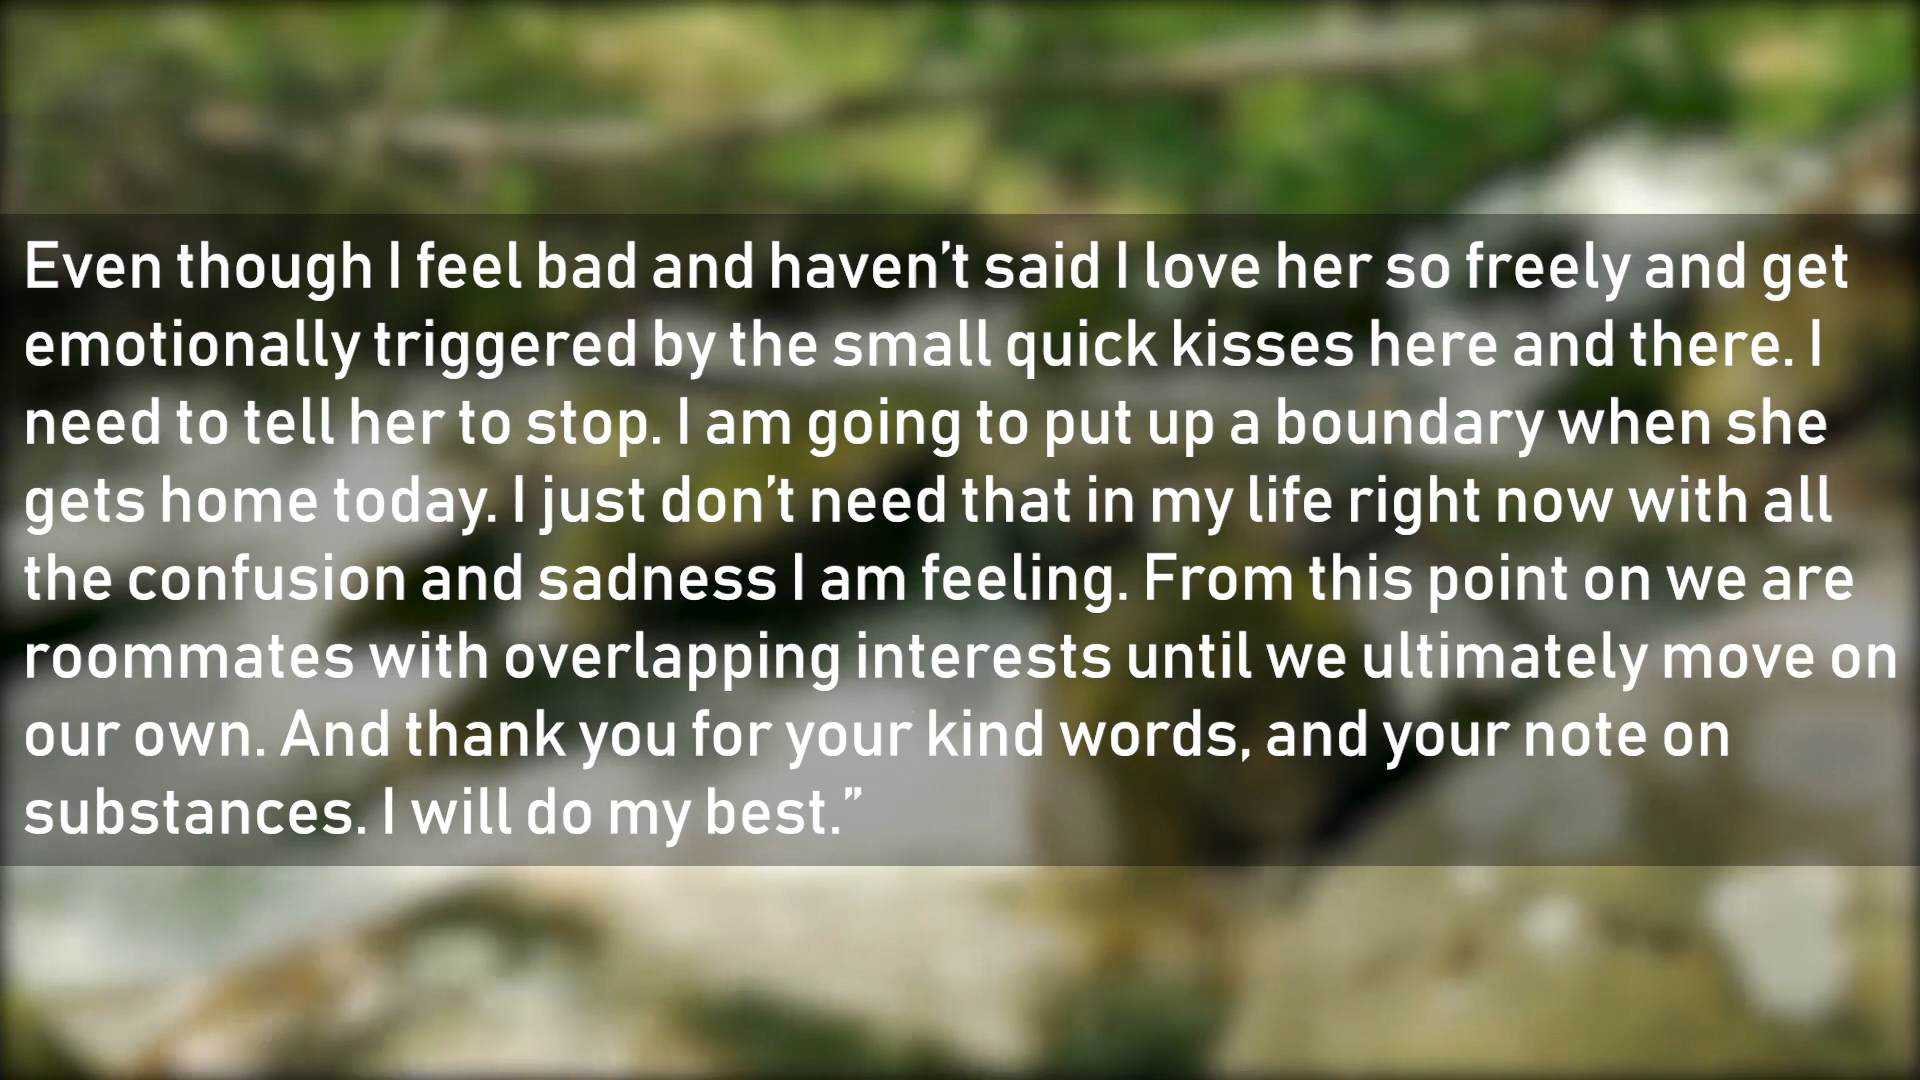 Even though I feel bad and haven’t said I love her so freely and get
emotionally triggered by the small quick kisses here and there. I
need to tell her to stop. I am going to put up a boundary when she
gets home today. I just don’t need that in my life right now with all
the confusion and sadness I am feeling. From this point on we are
roommates with overlapping interests until we ultimately move on
our own. And thank you for your kind words, and your note on
substances. I will do my best.”